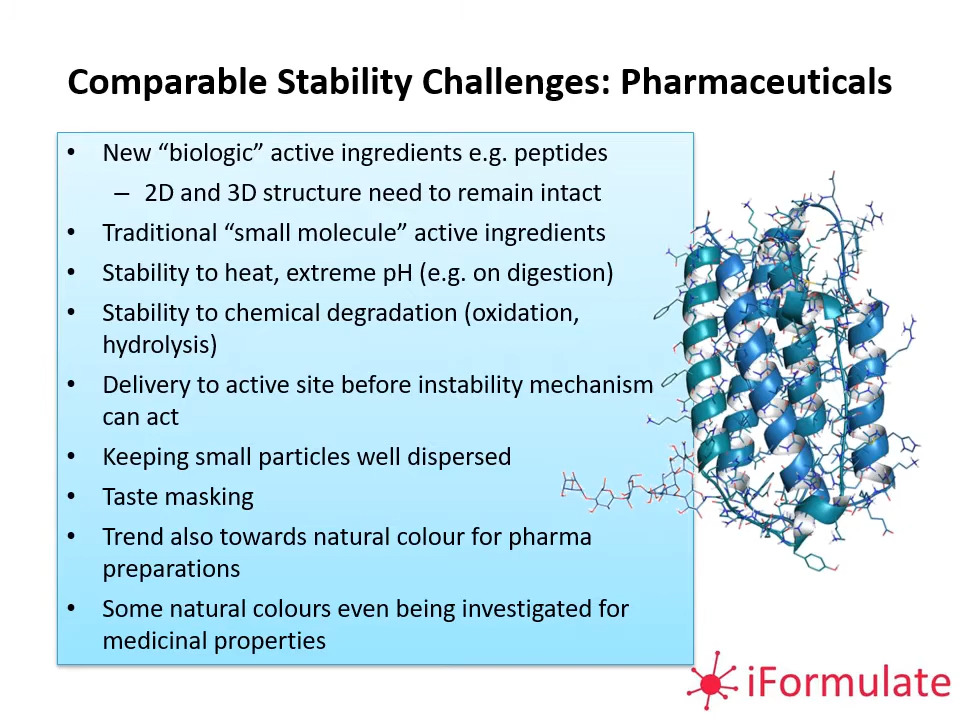 Comparable Stability Challenges: Pharmaceuticals
• New “biologic” active ingredients e.g. peptides
– 2D and 3D structure need to remain intact
• Traditional “small molecule” active ingredients
• Stability to heat, extreme pH (e.g. on digestion)
• Stability to chemical degradation (oxidation,
hydrolysis)
• Delivery to active site before instability mechanism
can act
• Keeping small particles well dispersed
• Taste masking
• Trend also towards natural colour for pharma
preparations
• Some natural colours even being investigated for
medicinal properties
iFormulate